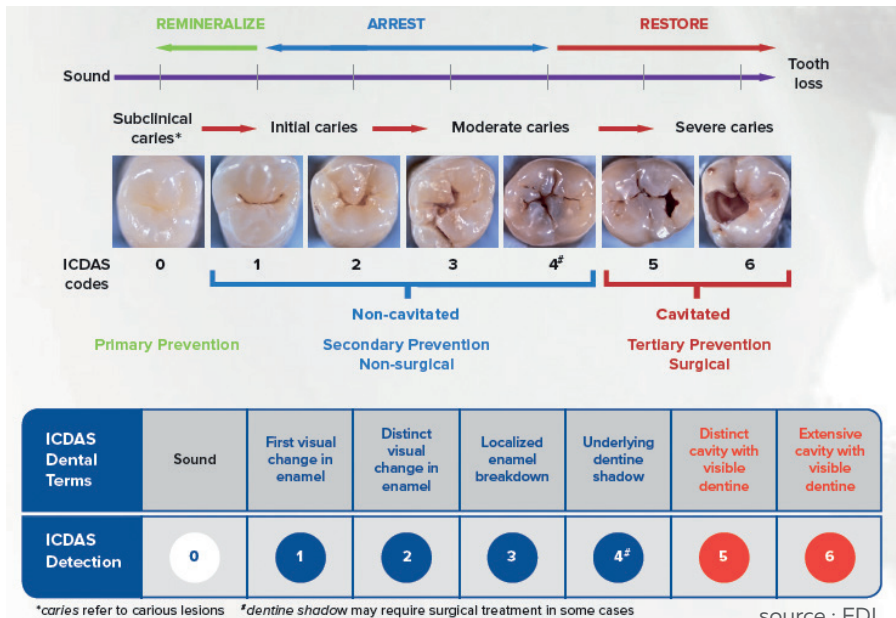 REMINERALIZE ARREST RESTORE
Sound
Tooth
loss
Subclinical
caries*
Initial caries
Moderate caries
Severe caries
ICDAS
codes
0 1 2 3 4# 5 6
Non-cavitated
Cavitated
Primary Prevention
Secondary Prevention
Non-surgical
Tertiary Prevention
Surgical
ICDAS
Dental
Terms
Sound
First visual
change in
enamel
Distinct
visual
change in
enamel
Localized
enamel
breakdown
Underlying
dentine
shadow
Distinct
cavity with
visible
dentine
Extensive
cavity with
visible
dentine
ICDAS
Detection
0 1 2 3 4# 5 6
*caries refer to carious lesions #dentine shadow may require surgical treatment in some cases
source : FDI